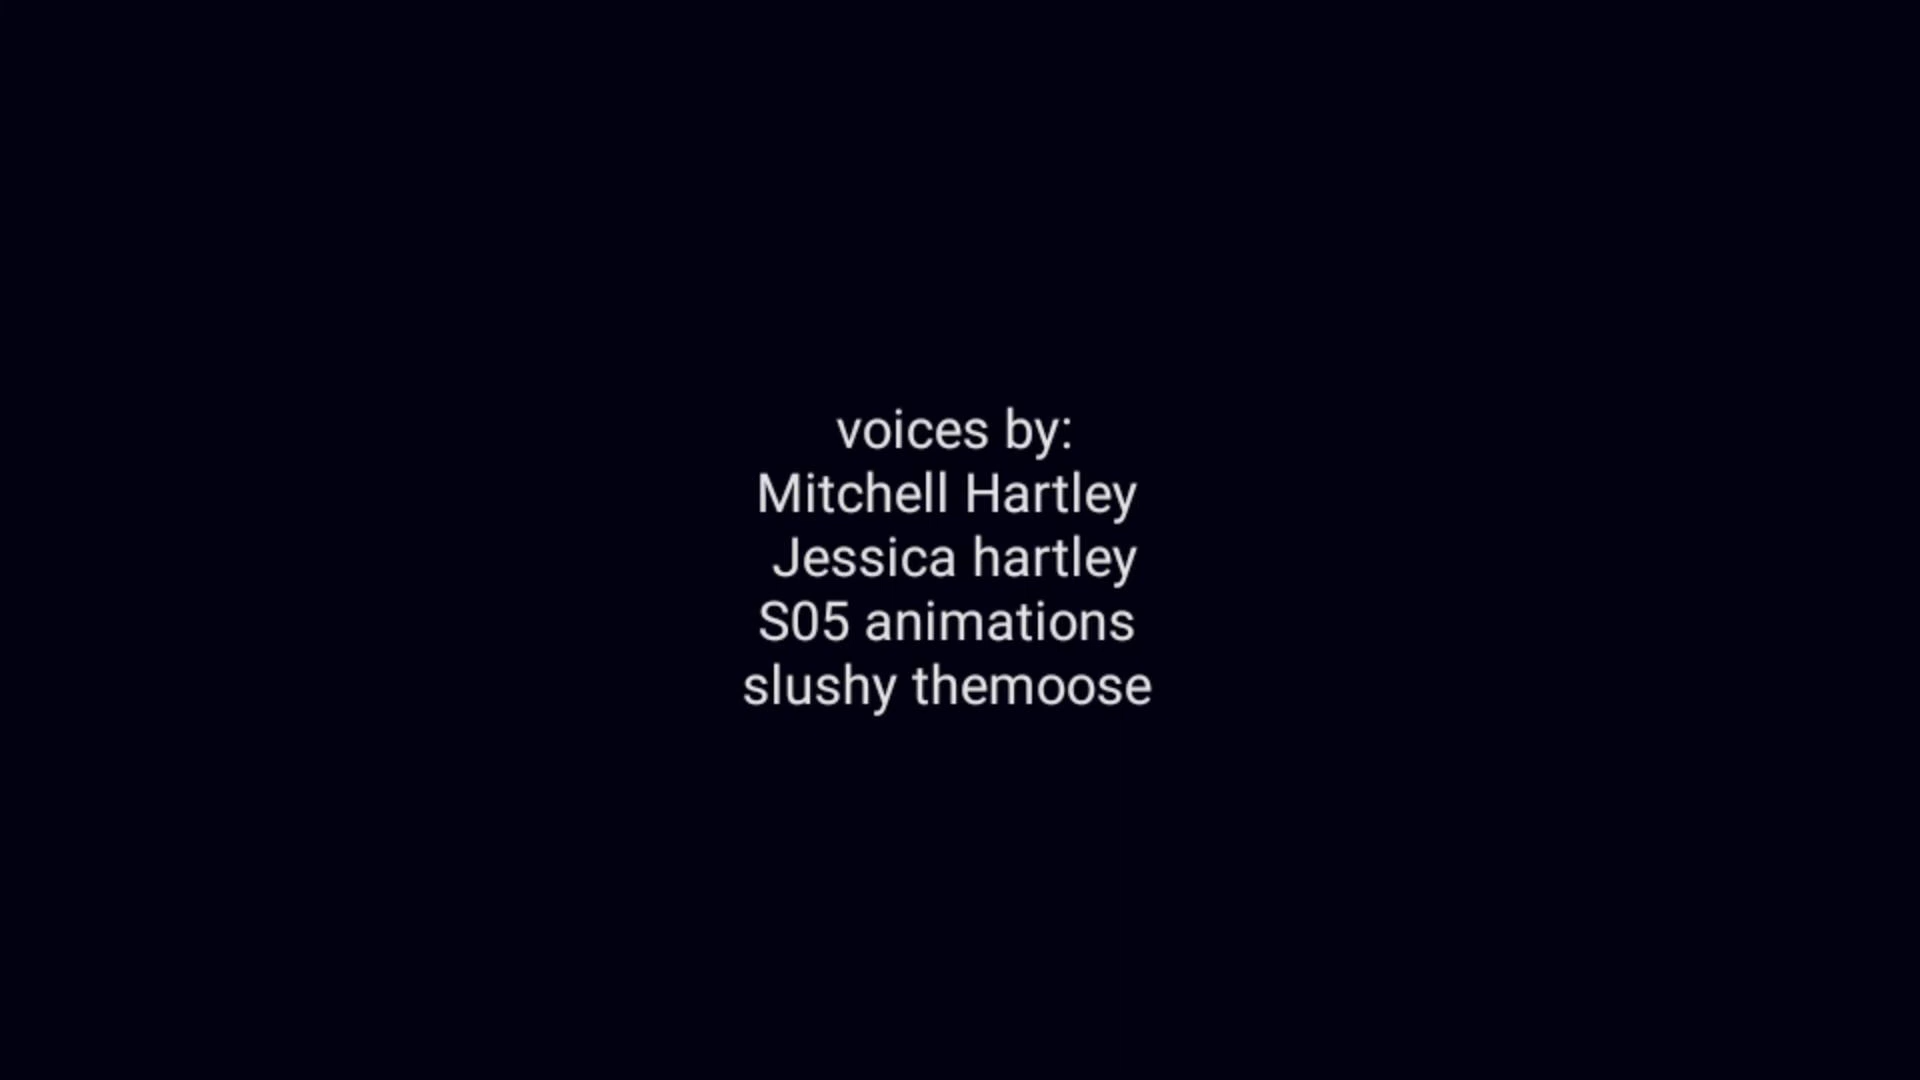 voices by:
Mitchell Hartley
Jessica hartley
S05 animations
slushy themoose